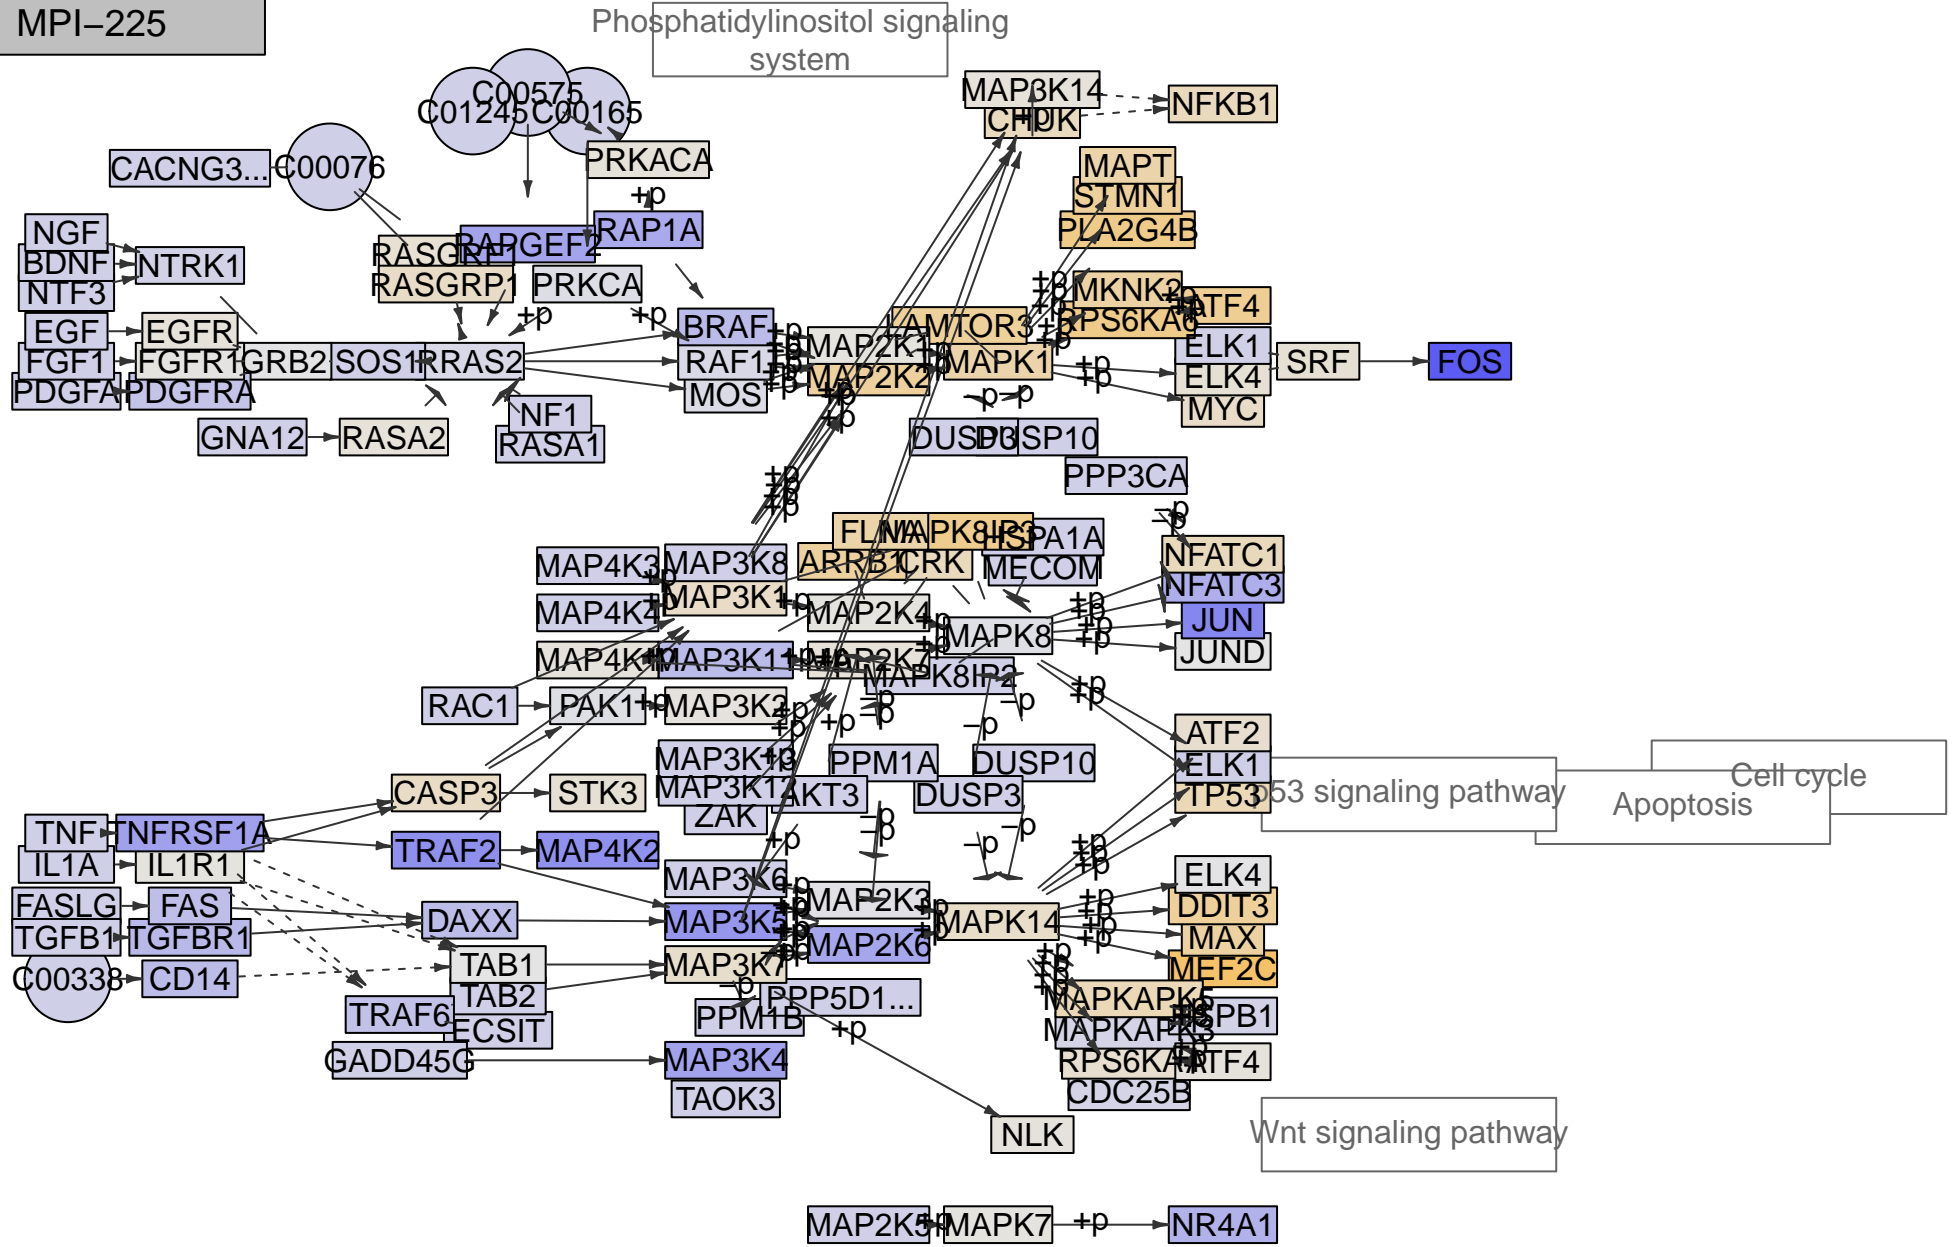 MPI–225
Phosphatidylinositol signaling
system
C00575
C01245
C00165
MAP3K14
CHUK
+p
NFKB1
CACNG3...
C00076
PRKACA
MAPT
STMN1
PLA2G4B
+p
NGF
BDNF
NTF3
NTRK1
RASGRP1
RAPGEF2
RAP1A
PRKCA
+p
+p
MKNK2
RPS6KA6
ATF4
EGF
EGFR
FGF1
FGFR1
GRB2
SOS1
RRAS2
PDGFA
PDGFRA
BRAF
RAF1
MOS
MAP2K1
MAP2K2
LAMTOR3
MAPK1
ELK1
ELK4
MYC
SRF
FOS
GNA12
RASA2
NF1
RASA1
DUSP3
DUSP10
PPP3CA
MAP4K3
MAP4K4
MAP3K8
MAP3K1
FLNA
MAPK8IP3
ARRB1
CRK
HSPA1A
MECOM
NFATC1
NFATC3
JUN
JUND
MAP2K4
MAP2K7
MAPK8
MAPK8IP2
MAP3K11
RAC1
PAK1
+p
MAP3K2
MAP3K13
MAP3K12
ZAK
AKT3
PPM1A
DUSP10
DUSP3
ATF2
ELK1
TP53
p53 signaling pathway
Apoptosis
Cell cycle
CASP3
STK3
TNF
TNFRSF1A
IL1A
IL1R1
TRAF2
MAP4K2
FASLG
FAS
TGFB1
TGFBR1
DAXX
C00338
CD14
TAB1
TAB2
ECSIT
TRAF6
GADD45G
MAP3K6
MAP3K5
MAP3K7
MAP2K3
MAP2K6
MAPK14
ELK4
DDIT3
MAX
MEF2C
PPM1B
PPP5D1...
–p
+p
MAP3K4
TAOK3
MAPKAPK5
MAPKAPK3
CDC25B
HSPB1
ATF4
NLK
Wnt signaling pathway
MAP2K5
+p
MAPK7
+p
NR4A1